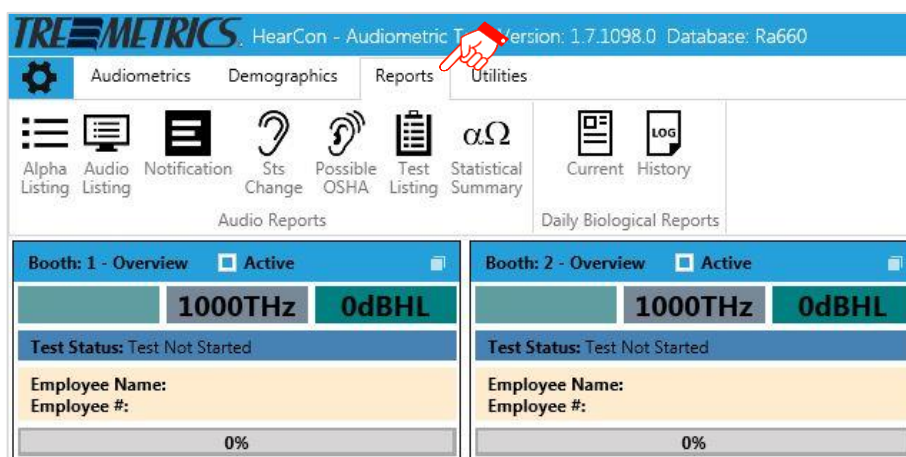 TREMETRICS. HearCon - Audiometric Version: 1.7.1098.0 Database: Ra660
Audiometrics Demographics Reports Utilities
αΩ LOG
Alpha Listing Audio Listing Notification Sts Change Possible OSHA Test Listing Statistical Summary Current History
Audio Reports Daily Biological Reports
Booth: 1 - Overview Active
1000THz 0dBHL
Test Status: Test Not Started
Employee Name:
Employee #:
0%
Booth: 2 - Overview Active
1000THz 0dBHL
Test Status: Test Not Started
Employee Name:
Employee #:
0%